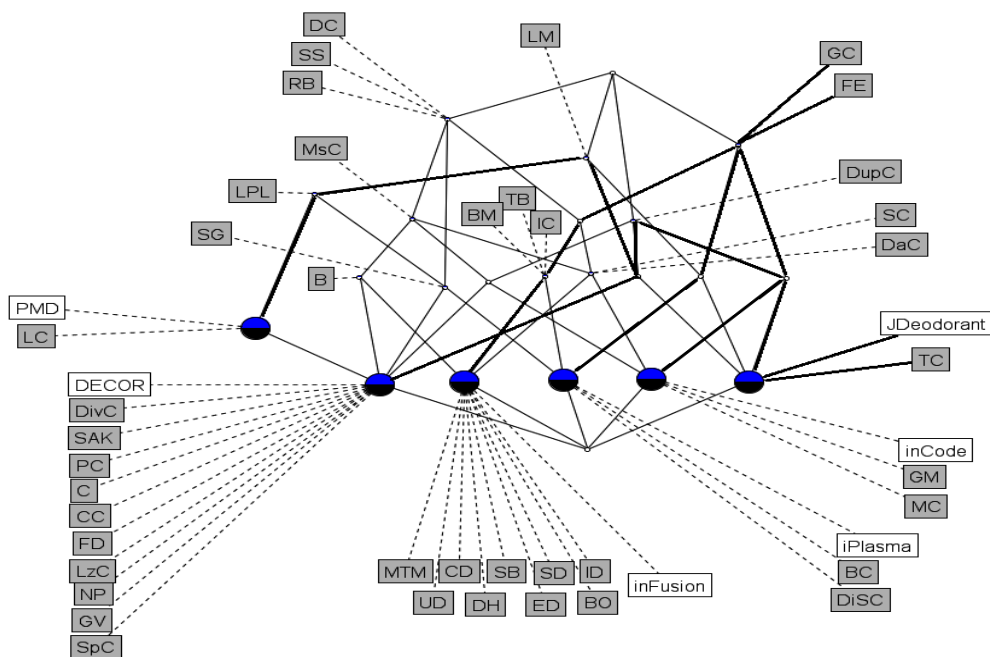 DC
SS
RB
LM
GC
FE
MsC
LPL
SG
B
TB
BM
IC
DupC
SC
DaC
PMD
LC
JDeodorant
TC
DECOR
DivC
SAK
PC
C
CC
FD
LzC
NP
GV
SpC
MTM
CD
SB
SD
ID
UD
DH
ED
BO
inFusion
inCode
GM
MC
iPlasma
BC
DiSC